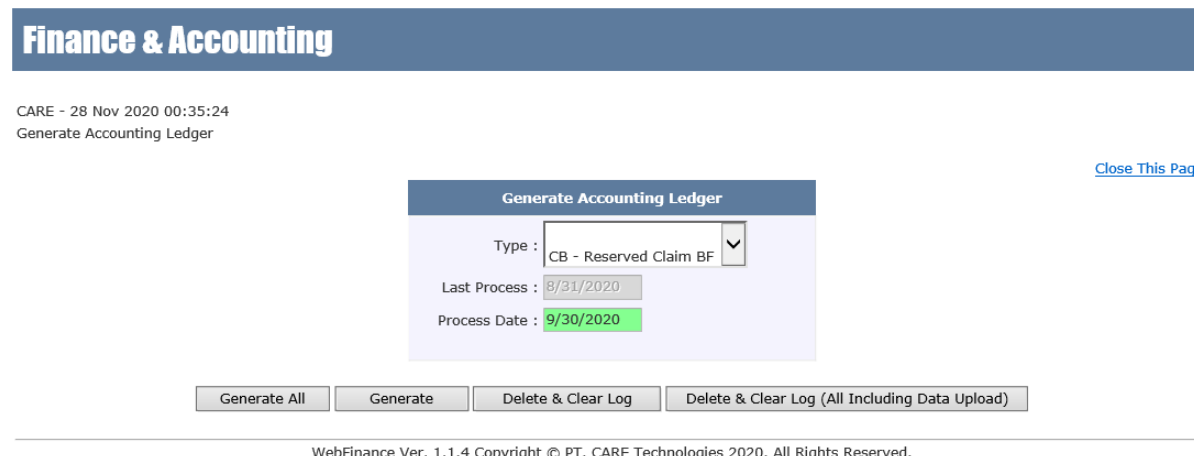 Finance & Accounting
CARE - 28 Nov 2020 00:35:24
Generate Accounting Ledger
Close This Pag
Generate Accounting Ledger
Type : CB - Reserved Claim BF
Last Process : 8/31/2020
Process Date : 9/30/2020
Generate All Generate Delete & Clear Log Delete & Clear Log (All Including Data Upload)
WebFinance Ver. 1.1.4 Copyright © PT. CARE Technologies 2020. All Rights Reserved.